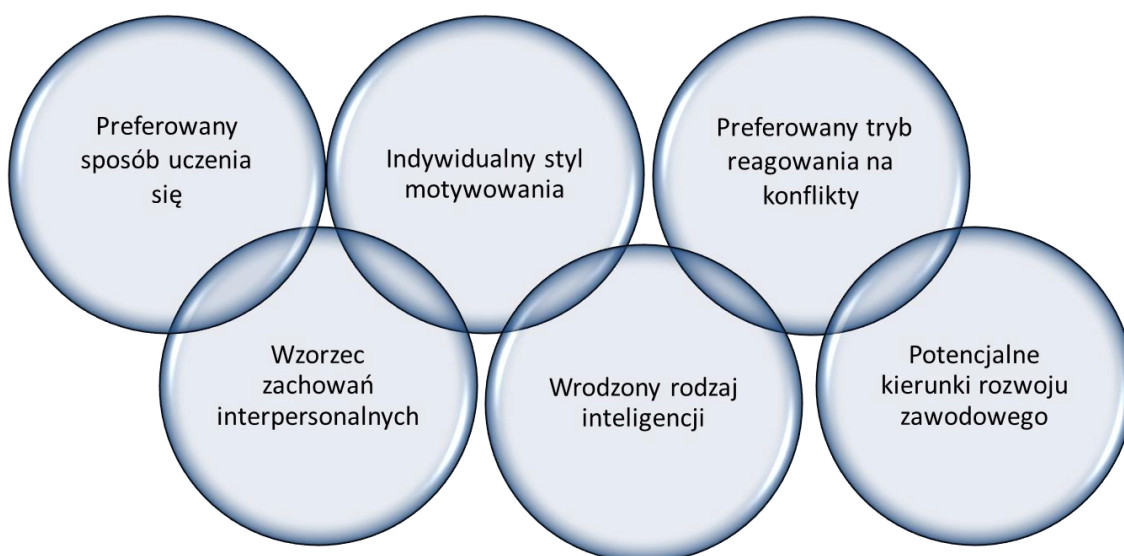 Preferowany
sposób uczenia
się
Indywidualny styl
motywowania
Preferowany tryb
reagowania na
konflikty
Wzorzec
zachowań
interpersonalnych
Wrodzony rodzaj
inteligencji
Potencjalne
kierunki rozwoju
zawodowego